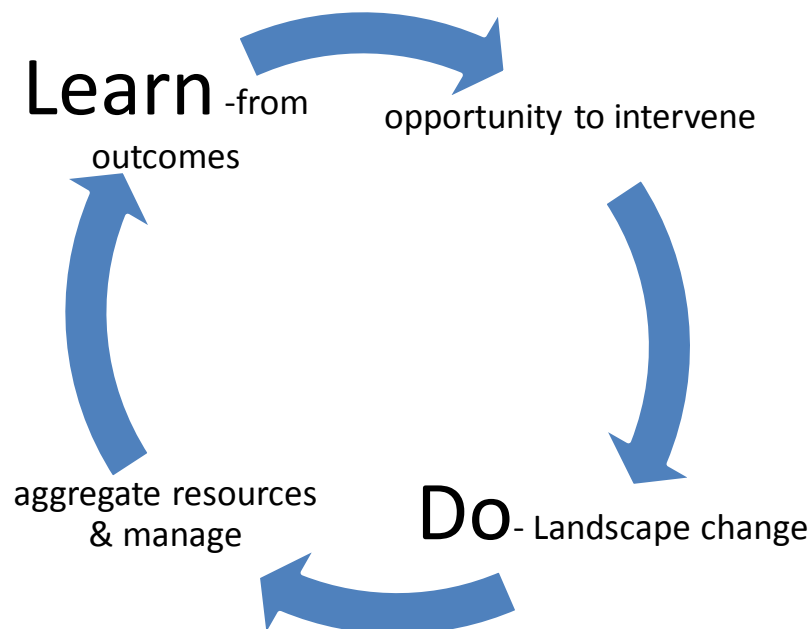 Learn -from
outcomes
opportunity to intervene
Do- Landscape change
aggregate resources
& manage